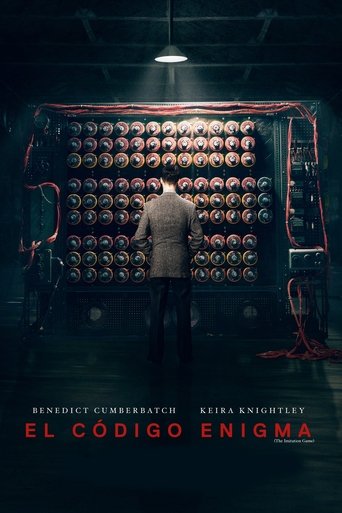 BENEDICT CUMBERBATCH KEIRA KNIGHTLEY
EL CÓDIGO ENIGMA
(The Imitation Game)